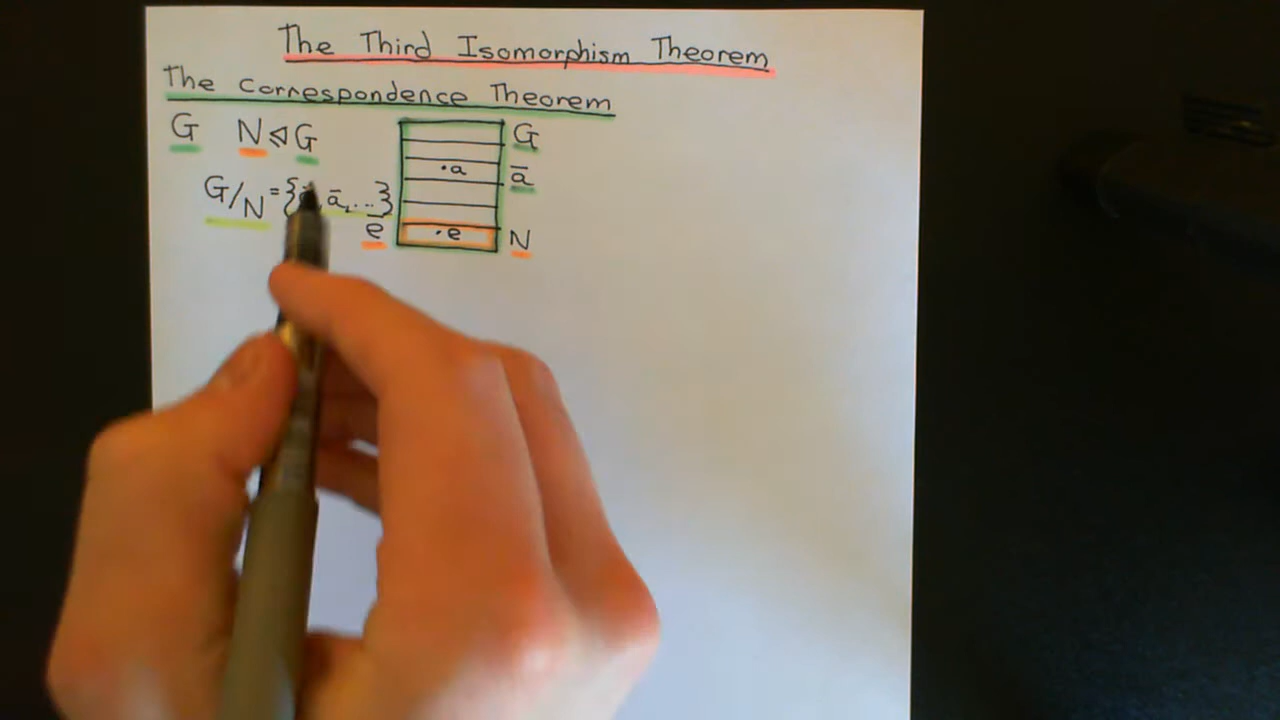 The Third Isomorphism Theorem
The Correspondence Theorem
G N ⊲ G G
·a ā
G/N = { , ā, ...}
ē ·e N